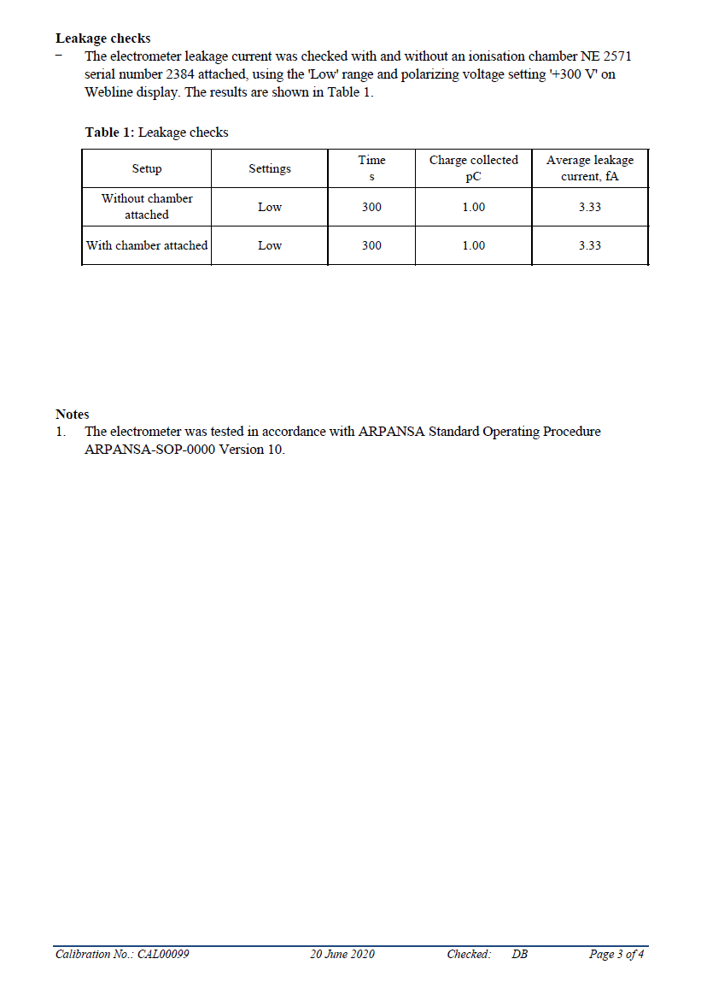 Leakage checks
− The electrometer leakage current was checked with and without an ionisation chamber NE 2571
serial number 2384 attached, using the 'Low' range and polarizing voltage setting '+300 V' on
Webline display. The results are shown in Table 1.
Table 1: Leakage checks
Setup Settings Time s Charge collected pC Average leakage current, fA
Without chamber attached Low 300 1.00 3.33
With chamber attached Low 300 1.00 3.33
Notes
1. The electrometer was tested in accordance with ARPANSA Standard Operating Procedure
ARPANSA-SOP-0000 Version 10.
Calibration No.: CAL00099 20 June 2020 Checked: DB Page 3 of 4